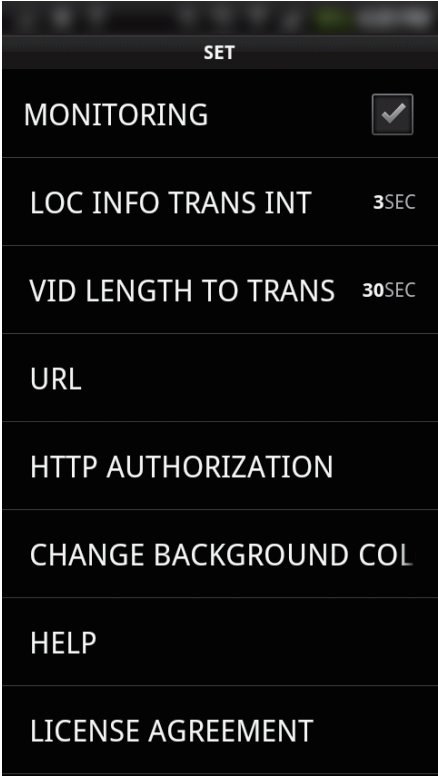 SET
MONITORING
LOC INFO TRANS INT 3SEC
VID LENGTH TO TRANS 30SEC
URL
HTTP AUTHORIZATION
CHANGE BACKGROUND COL
HELP
LICENSE AGREEMENT